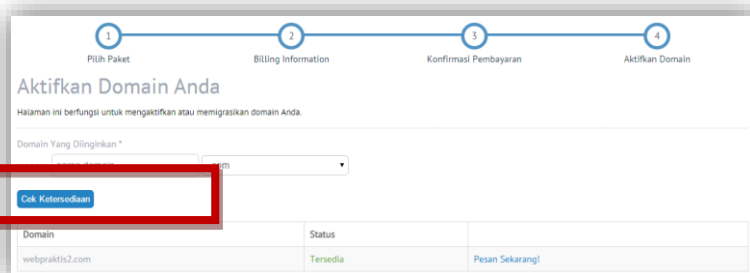 1 2 3 4
Pilih Paket Billing Information Konfirmasi Pembayaran Aktifkan Domain
Aktifkan Domain Anda
Halaman ini berfungsi untuk mengaktifkan atau memigrasikan domain Anda.
Domain Yang Diinginkan *
Cek Ketersediaan
Domain Status
webpraktis2.com Tersedia Pesan Sekarang!